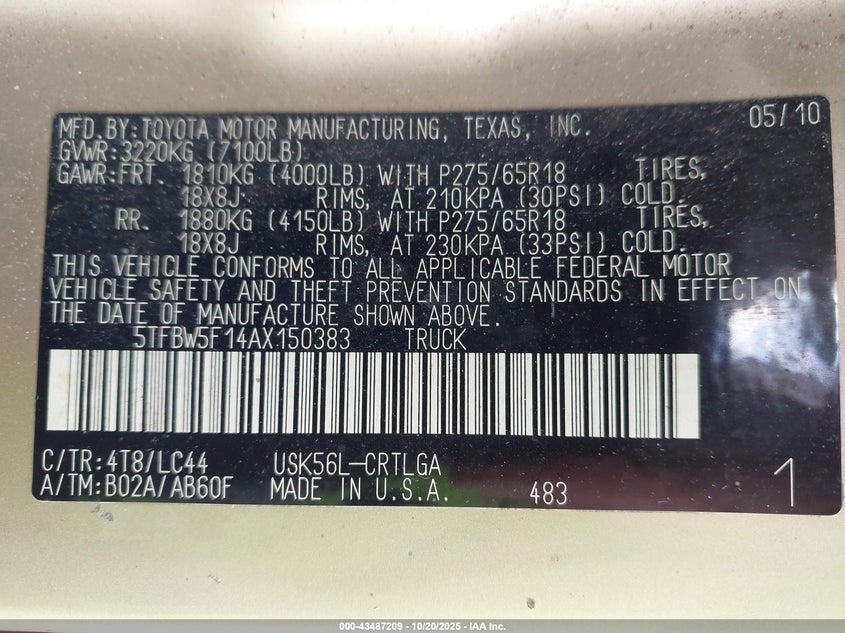 MFD. BY: TOYOTA MOTOR MANUFACTURING, TEXAS, INC. 05/10
GVWR: 3220KG (7100LB)
GAWR: FRT. 1810KG (4000LB) WITH P275/65R18 TIRES,
18X8J RIMS, AT 210KPA (30PSI) COLD.
RR. 1880KG (4150LB) WITH P275/65R18 TIRES,
18X8J RIMS, AT 230KPA (33PSI) COLD.
THIS VEHICLE CONFORMS TO ALL APPLICABLE FEDERAL MOTOR
VEHICLE SAFETY AND THEFT PREVENTION STANDARDS IN EFFECT ON
THE DATE OF MANUFACTURE SHOWN ABOVE.
5TFBW5F14AX150383 TRUCK
C/TR: 4T8/LC44 USK56L-CRTLGA
A/TM: B02A/AB60F MADE IN U.S.A. 483 1
000-43487209 - 10/20/2025 - IAA Inc.